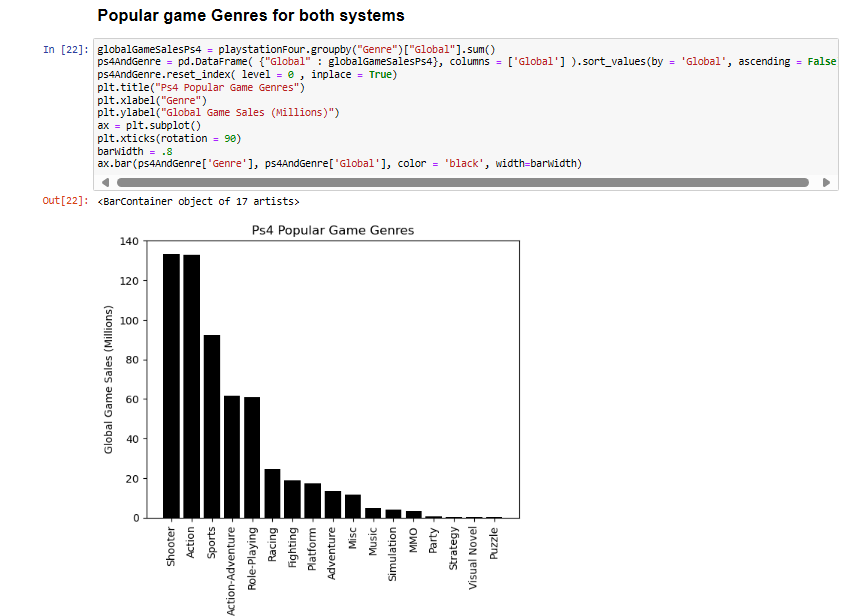 Popular game Genres for both systems
In [22]: globalGameSalesPs4 = playstationFour.groupby("Genre")["Global"].sum()
ps4AndGenre = pd.DataFrame( {"Global" : globalGameSalesPs4}, columns = ['Global'] ).sort_values(by = 'Global', ascending = False
ps4AndGenre.reset_index( level = 0 , inplace = True)
plt.title("Ps4 Popular Game Genres")
plt.xlabel("Genre")
plt.ylabel("Global Game Sales (Millions)")
ax = plt.subplot()
plt.xticks(rotation = 90)
barWidth = .8
ax.bar(ps4AndGenre['Genre'], ps4AndGenre['Global'], color = 'black', width=barWidth)
Out[22]: <BarContainer object of 17 artists>
Ps4 Popular Game Genres
Global Game Sales (Millions)
140
120
100
80
60
40
20
0
Shooter
Action
Sports
Action-Adventure
Role-Playing
Racing
Fighting
Platform
Adventure
Misc
Music
Simulation
MMO
Party
Strategy
Visual Novel
Puzzle